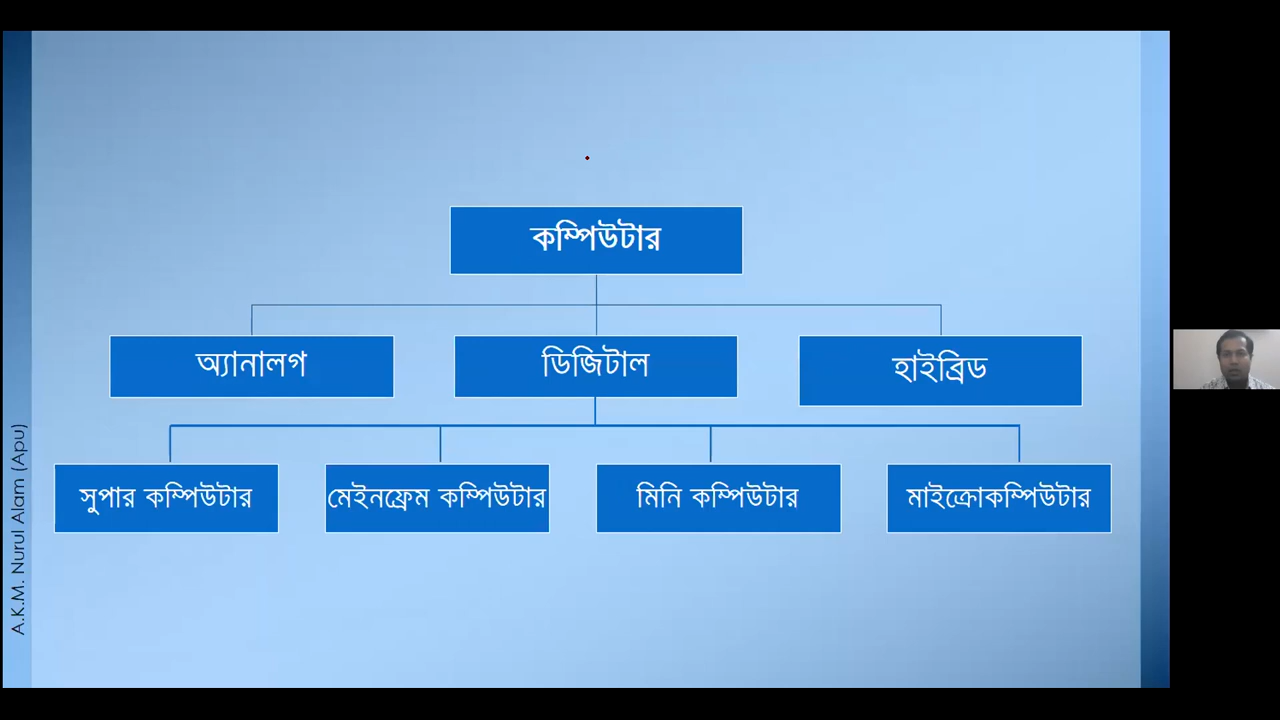 কম্পিউটার
অ্যানালগ
ডিজিটাল
হাইব্রিড
সুপার কম্পিউটার
মেইনফ্রেম কম্পিউটার
মিনি কম্পিউটার
মাইক্রোকম্পিউটার
A.K.M. Nurul Alam (Apu)